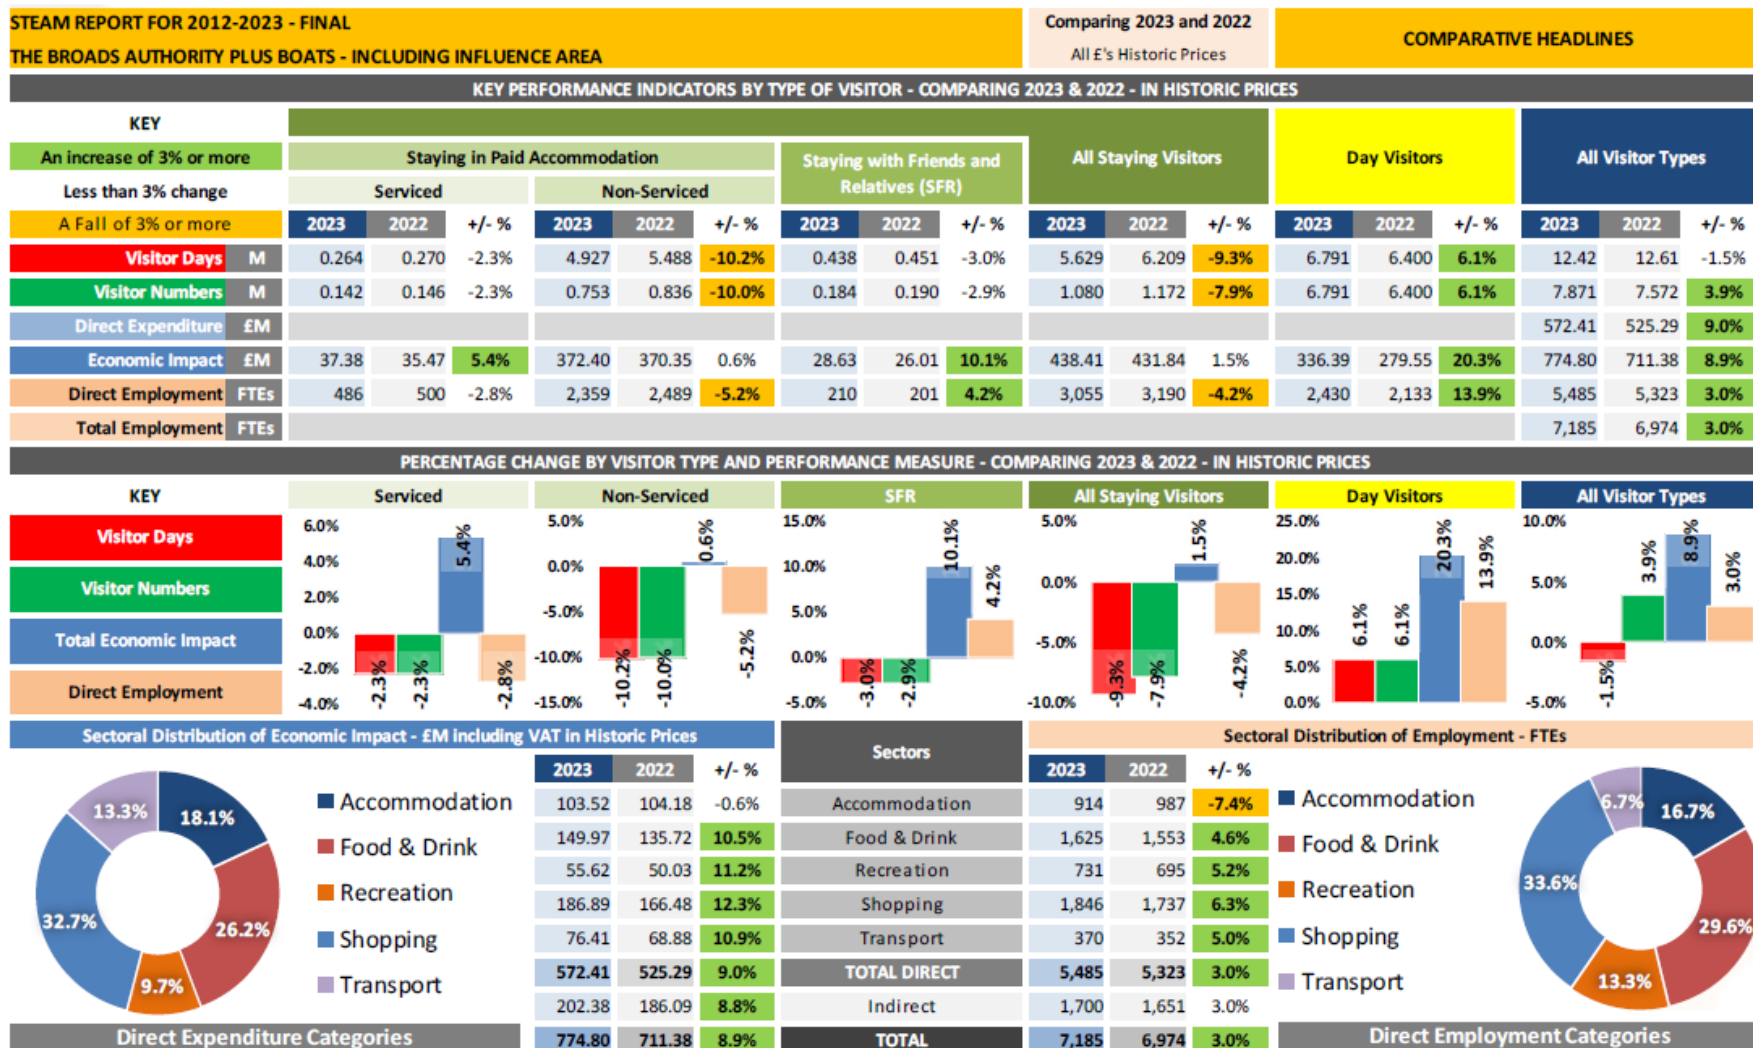 STEAM REPORT FOR 2012-2023 - FINAL
THE BROADS AUTHORITY PLUS BOATS - INCLUDING INFLUENCE AREA
Comparing 2023 and 2022
All £'s Historic Prices
COMPARATIVE HEADLINES
KEY PERFORMANCE INDICATORS BY TYPE OF VISITOR - COMPARING 2023 & 2022 - IN HISTORIC PRICES
KEY
An increase of 3% or more
Less than 3% change
A Fall of 3% or more
Staying in Paid Accommodation
Serviced
Non-Serviced
Staying with Friends and
Relatives (SFR)
All Staying Visitors
Day Visitors
All Visitor Types
2023 2022 +/- % 2023 2022 +/- % 2023 2022 +/- % 2023 2022 +/- % 2023 2022 +/- % 2023 2022 +/- %
Visitor Days M 0.264 0.270 -2.3% 4.927 5.488 -10.2% 0.438 0.451 -3.0% 5.629 6.209 -9.3% 6.791 6.400 6.1% 12.42 12.61 -1.5%
Visitor Numbers M 0.142 0.146 -2.3% 0.753 0.836 -10.0% 0.184 0.190 -2.9% 1.080 1.172 -7.9% 6.791 6.400 6.1% 7.871 7.572 3.9%
Direct Expenditure £M 572.41 525.29 9.0%
Economic Impact £M 37.38 35.47 5.4% 372.40 370.35 0.6% 28.63 26.01 10.1% 438.41 431.84 1.5% 336.39 279.55 20.3% 774.80 711.38 8.9%
Direct Employment FTEs 486 500 -2.8% 2,359 2,489 -5.2% 210 201 4.2% 3,055 3,190 -4.2% 2,430 2,133 13.9% 5,485 5,323 3.0%
Total Employment FTEs 7,185 6,974 3.0%
PERCENTAGE CHANGE BY VISITOR TYPE AND PERFORMANCE MEASURE - COMPARING 2023 & 2022 - IN HISTORIC PRICES
KEY
Visitor Days
Visitor Numbers
Total Economic Impact
Direct Employment
Serviced
6.0%
4.0%
2.0%
0.0%
-2.0%
-4.0%
-2.3% -2.3% 5.4% -2.8%
Non-Serviced
5.0%
0.0%
-5.0%
-10.0%
-15.0%
-10.2% -10.0% 0.6% -5.2%
SFR
15.0%
10.0%
5.0%
0.0%
-5.0%
-3.0% -2.9% 10.1% 4.2%
All Staying Visitors
5.0%
0.0%
-5.0%
-10.0%
-9.3% -7.9% 1.5% -4.2%
Day Visitors
25.0%
20.0%
15.0%
10.0%
5.0%
0.0%
6.1% 6.1% 20.3% 13.9%
All Visitor Types
10.0%
5.0%
0.0%
-5.0%
-1.5% 3.9% 8.9% 3.0%
Sectoral Distribution of Economic Impact - £M including VAT in Historic Prices
Sectors
Sectoral Distribution of Employment - FTEs
18.1%
26.2%
9.7%
32.7%
13.3%
Accommodation
Food & Drink
Recreation
Shopping
Transport
Direct Expenditure Categories
2023 2022 +/- % 2023 2022 +/- %
103.52 104.18 -0.6% Accommodation 914 987 -7.4%
149.97 135.72 10.5% Food & Drink 1,625 1,553 4.6%
55.62 50.03 11.2% Recreation 731 695 5.2%
186.89 166.48 12.3% Shopping 1,846 1,737 6.3%
76.41 68.88 10.9% Transport 370 352 5.0%
572.41 525.29 9.0% TOTAL DIRECT 5,485 5,323 3.0%
202.38 186.09 8.8% Indirect 1,700 1,651 3.0%
774.80 711.38 8.9% TOTAL 7,185 6,974 3.0%
Accommodation
Food & Drink
Recreation
Shopping
Transport
16.7%
29.6%
13.3%
33.6%
6.7%
Direct Employment Categories